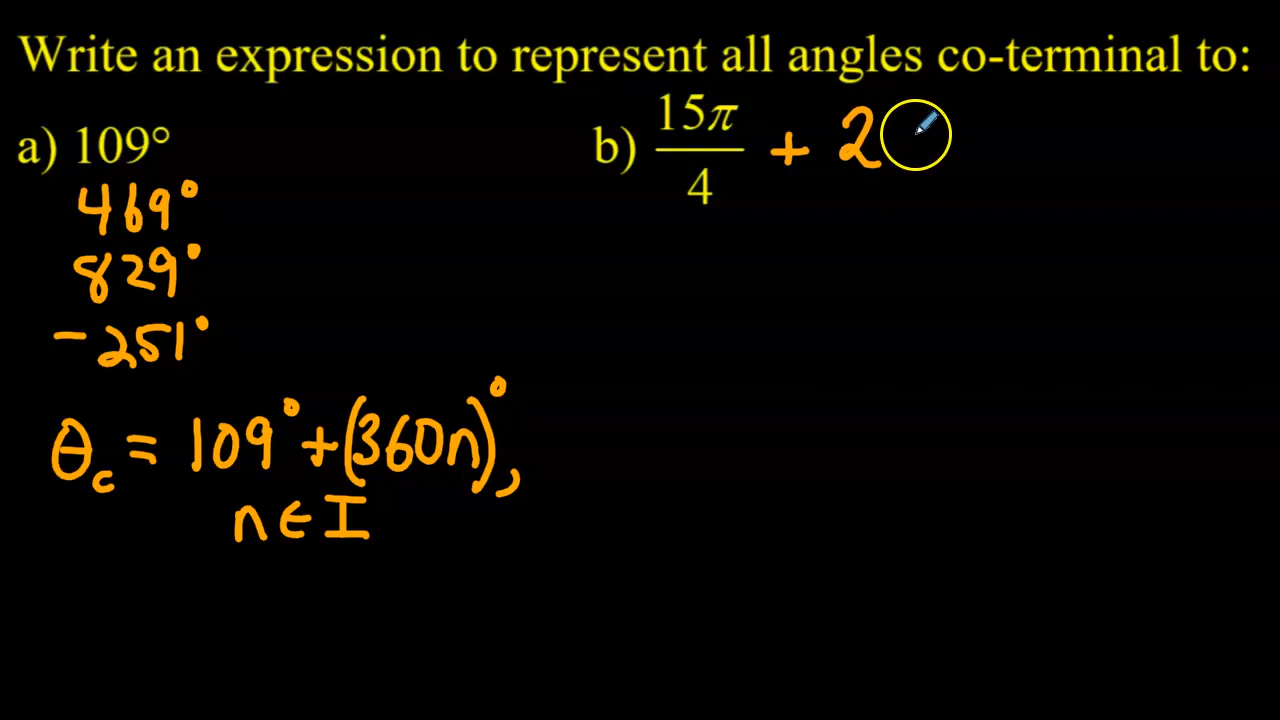 Write an expression to represent all angles co-terminal to:
a) 109°
469°
829°
-251°
θc = 109° + (360n)°,
n ∈ I
b) 15π/4 + 2